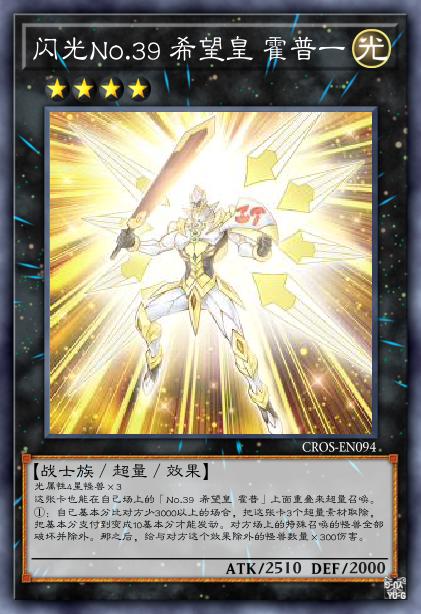 闪光No.39 希望皇 霍普一 光
39
CROS-EN094
【战士族／超量／效果】
光属性4星怪兽×3
这张卡也能在自己场上的「No.39 希望皇 霍普」上面重叠来超量召唤。
①：自己基本分比对方少3000以上的场合，把这张卡3个超量素材取除，
把基本分支付到变成10基本分才能发动。对方场上的特殊召唤的怪兽全部
破坏并除外。那之后，给与对方这个效果除外的怪兽数量×300伤害。
ATK/2510 DEF/2000